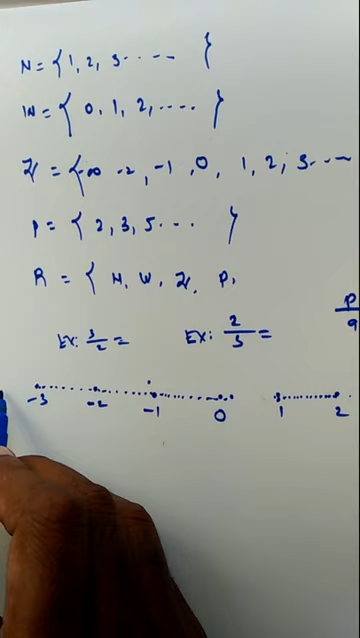 N = { 1, 2, 3 ..... }
W = { 0, 1, 2, .... }
Z = { -∞ .. -2, -1, 0, 1, 2, 3 ...
P = { 2, 3, 5 ... }
R = { N, W, Z, P,
Ex: 3/2 = Ex: 2/3 = P/q
-3 -2 -1 0 1 2